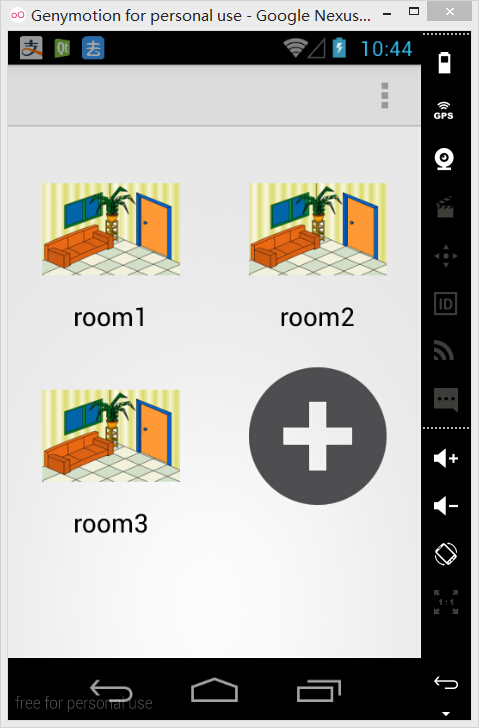 Genymotion for personal use - Google Nexus...
支 Qt 去 10:44
GPS
room1 room2
ID
room3
1:1
free for personal use